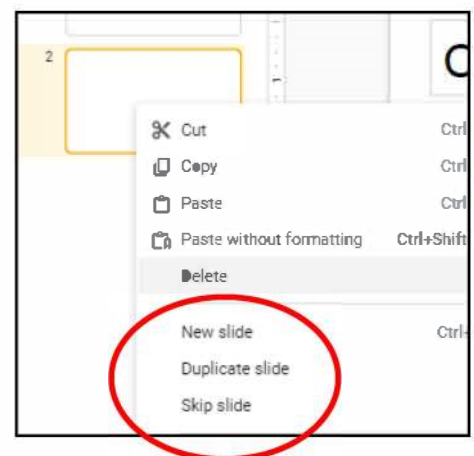 2
C
Cut Ctrl
Copy Ctrl
Paste Ctrl
Paste without formatting Ctrl+Shift
Delete
New slide Ctrl+
Duplicate slide
Skip slide